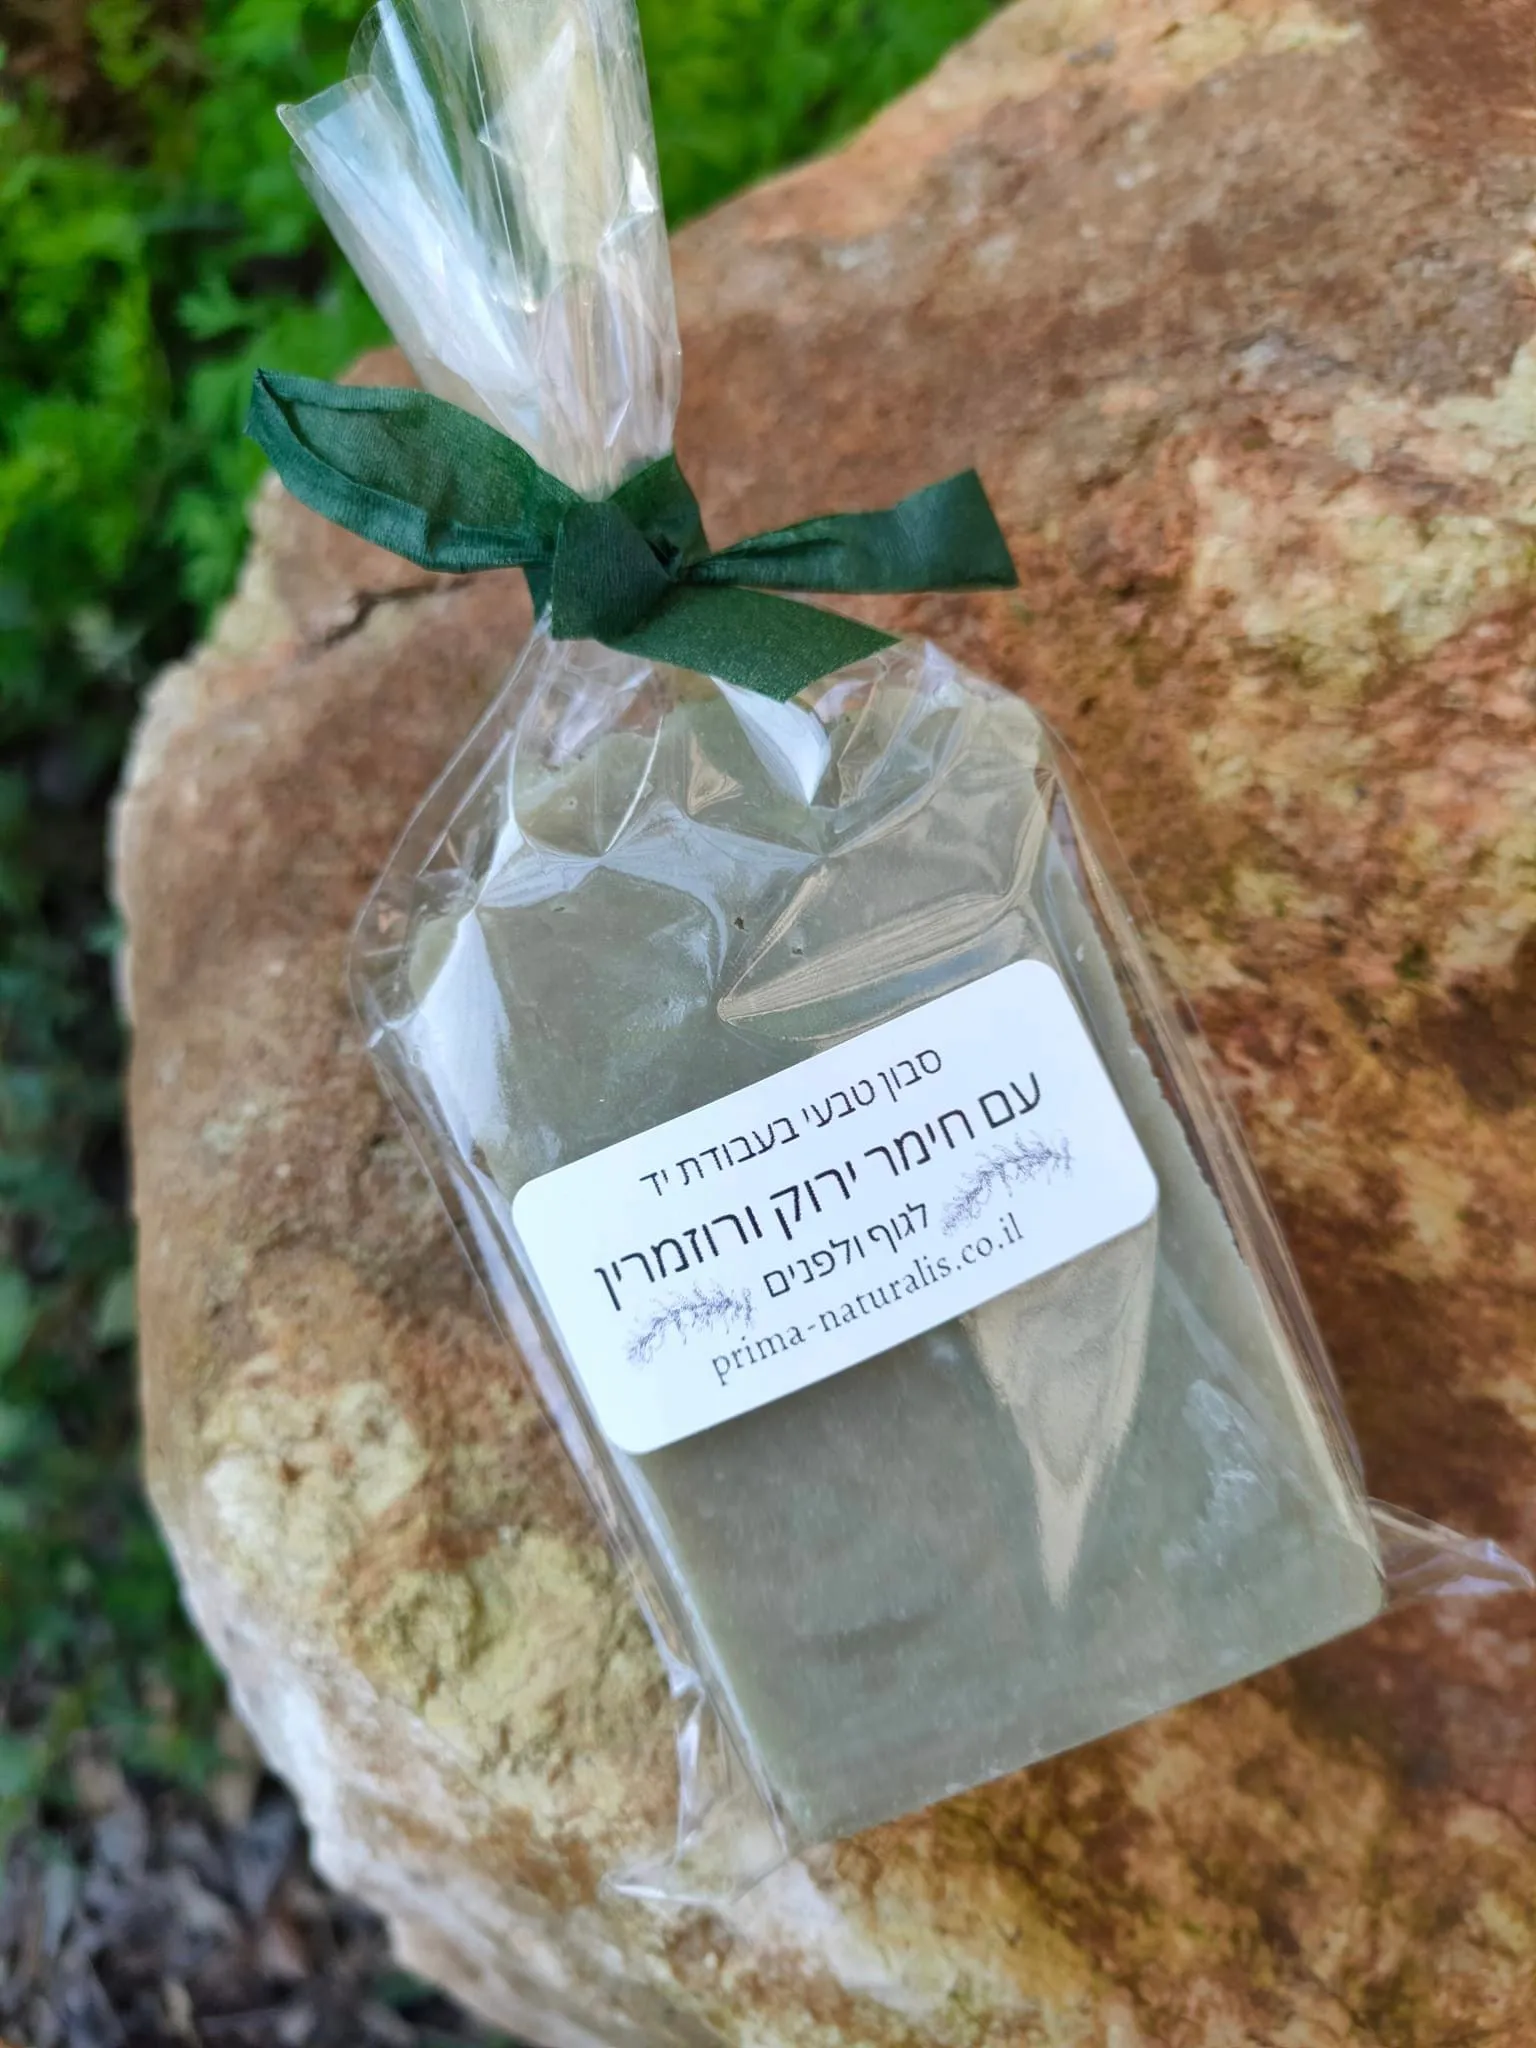 סבון טבעי בעבודת יד
עם חימר ירוק ורוזמרין
לגוף ולפנים
prima-naturalis.co.il